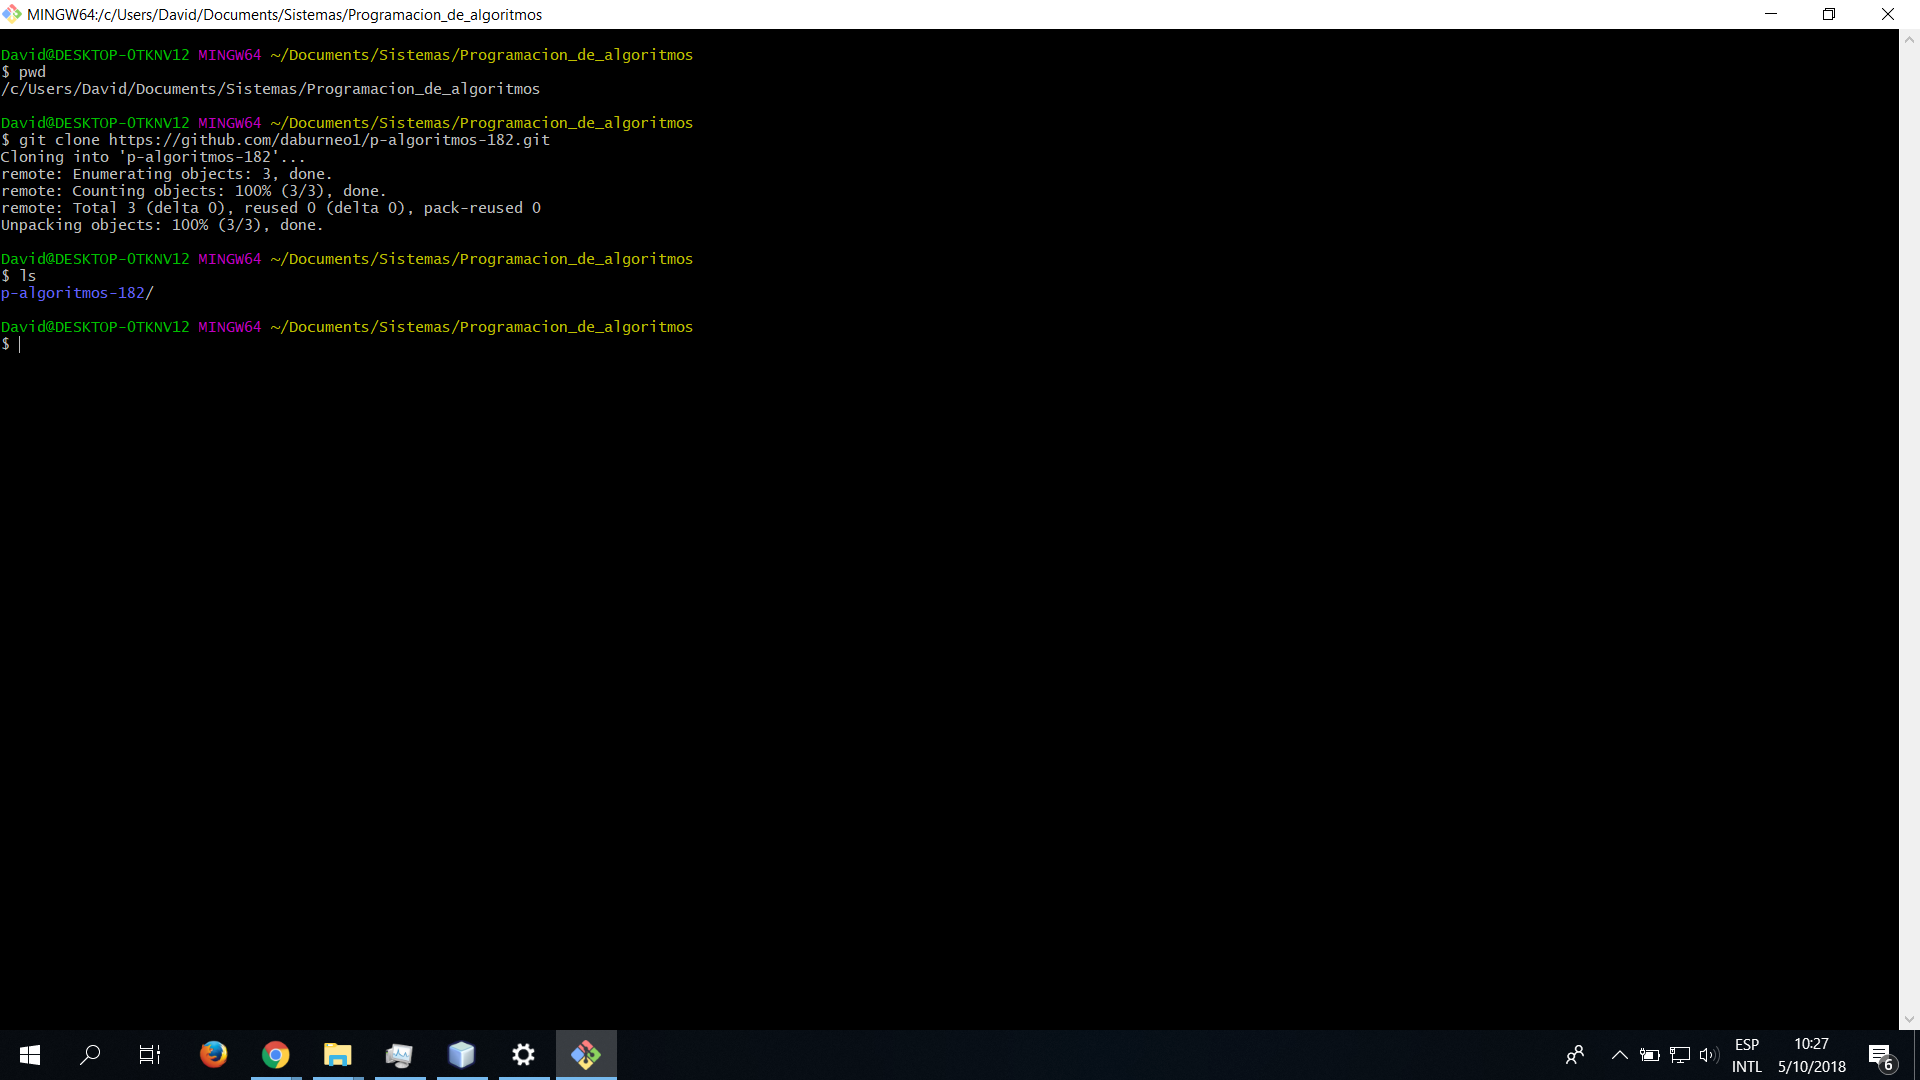 MINGW64:/c/Users/David/Documents/Sistemas/Programacion_de_algoritmos
David@DESKTOP-OTKNV12 MINGW64 ~/Documents/Sistemas/Programacion_de_algoritmos
$ pwd
/c/Users/David/Documents/Sistemas/Programacion_de_algoritmos
David@DESKTOP-OTKNV12 MINGW64 ~/Documents/Sistemas/Programacion_de_algoritmos
$ git clone https://github.com/daburneo1/p-algoritmos-182.git
Cloning into 'p-algoritmos-182'...
remote: Enumerating objects: 3, done.
remote: Counting objects: 100% (3/3), done.
remote: Total 3 (delta 0), reused 0 (delta 0), pack-reused 0
Unpacking objects: 100% (3/3), done.
David@DESKTOP-OTKNV12 MINGW64 ~/Documents/Sistemas/Programacion_de_algoritmos
$ ls
p-algoritmos-182/
David@DESKTOP-OTKNV12 MINGW64 ~/Documents/Sistemas/Programacion_de_algoritmos
$
ESP
INTL
10:27
5/10/2018
6